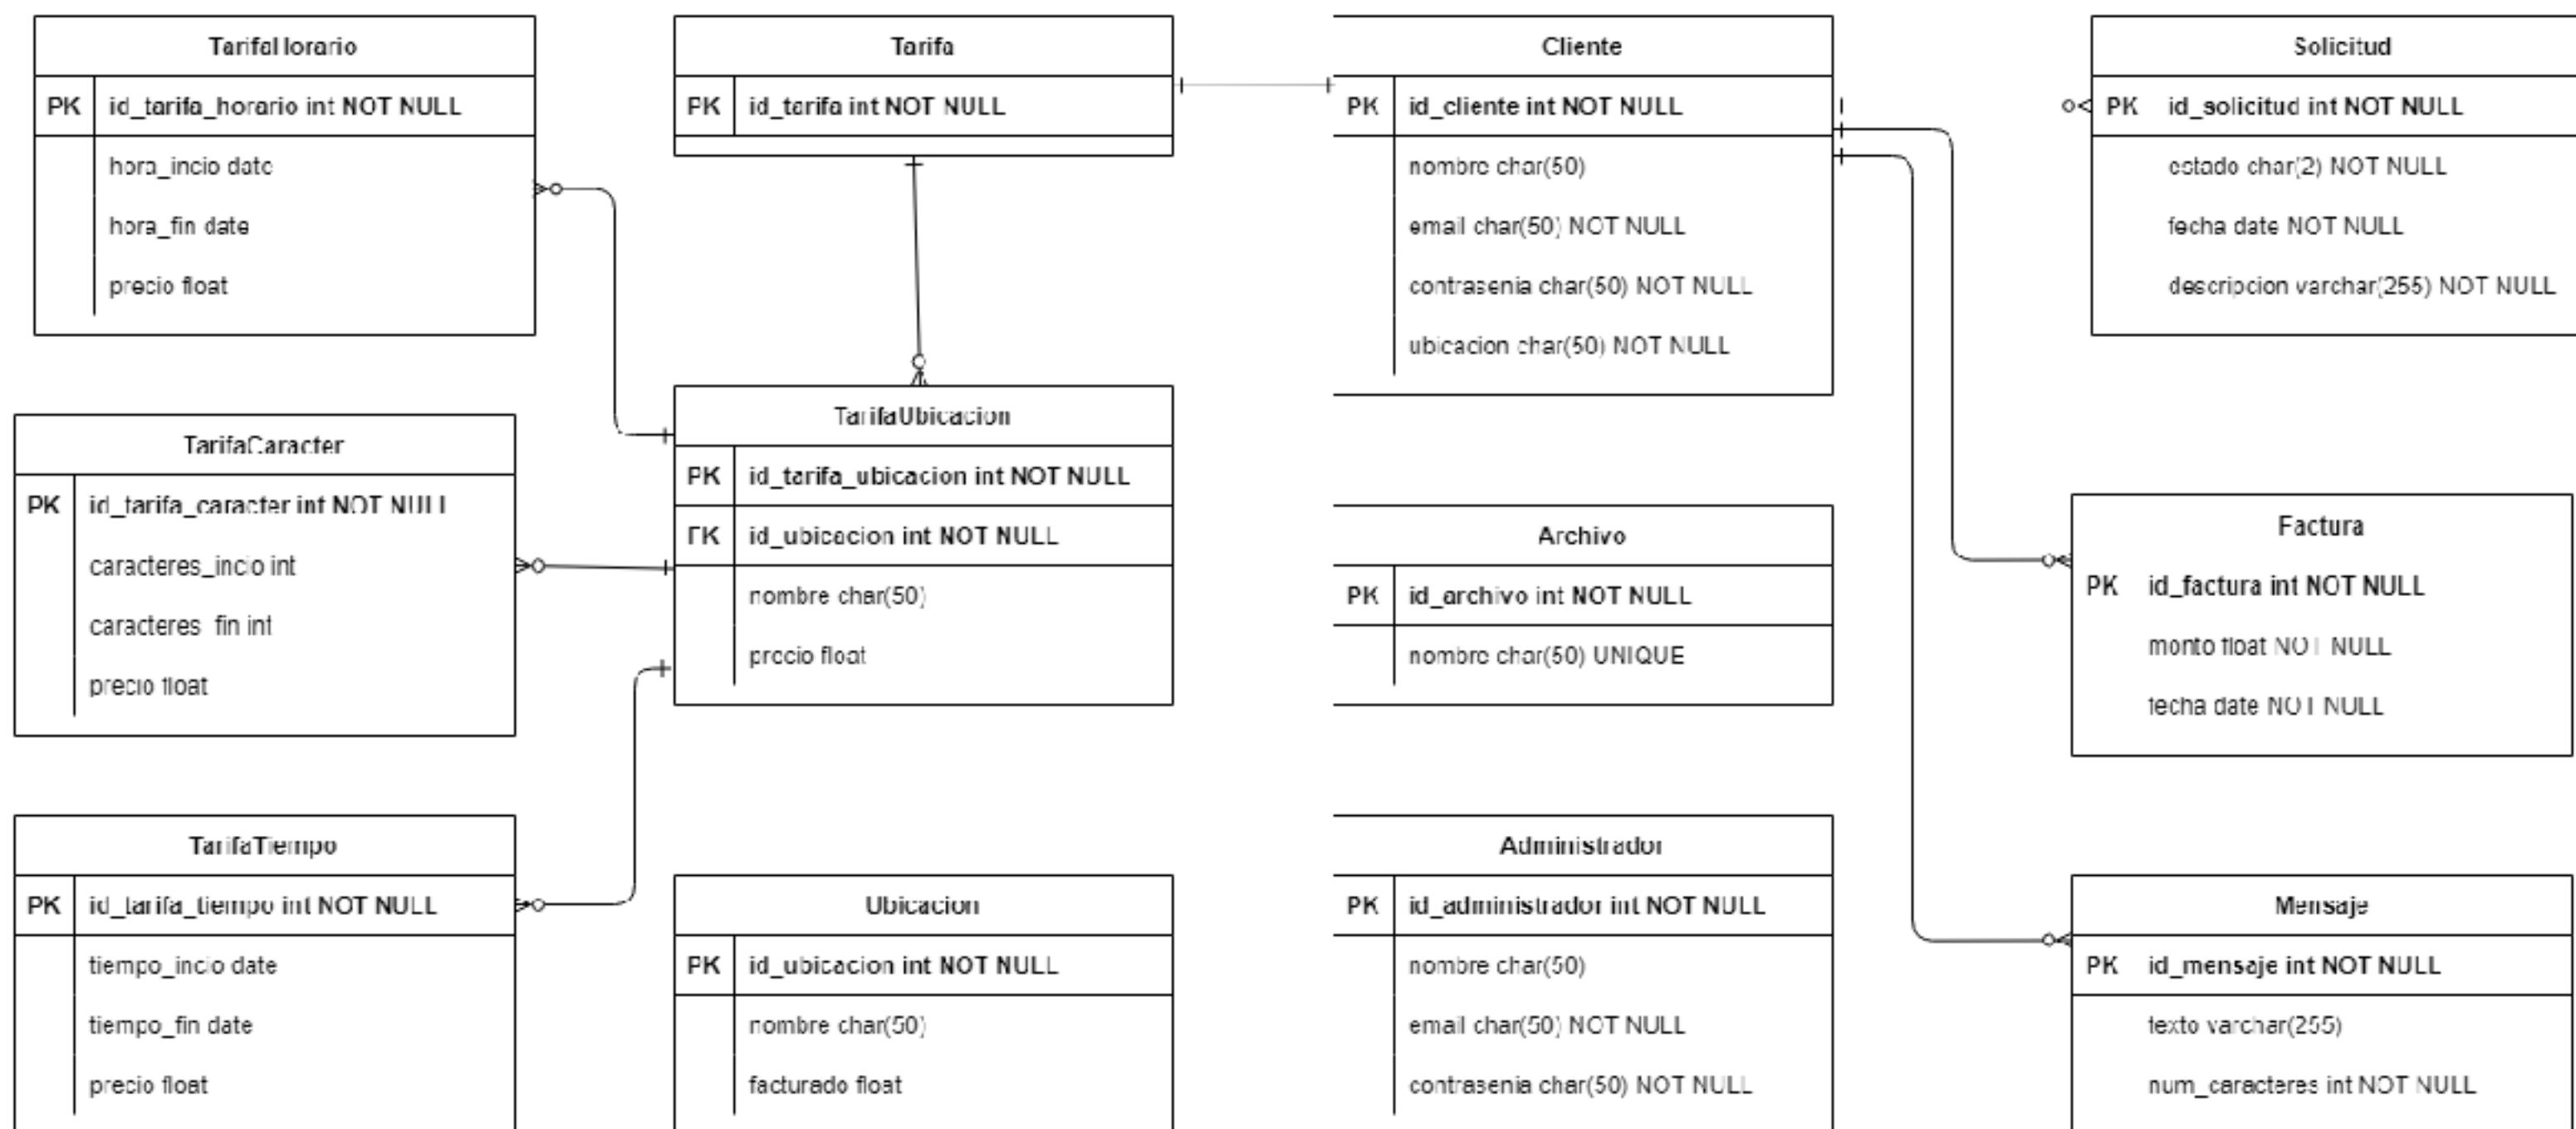 TarifaHorario
PK id_tarifa_horario int NOT NULL
hora_incio date
hora_fin date
precio float
Tarifa
PK id_tarifa int NOT NULL
Cliente
PK id_cliente int NOT NULL
nombre char(50)
email char(50) NOT NULL
contrasenia char(50) NOT NULL
ubicacion char(50) NOT NULL
Solicitud
PK id_solicitud int NOT NULL
estado char(2) NOT NULL
fecha date NOT NULL
descripcion varchar(255) NOT NULL
TarifaCaracter
PK id_tarifa_caracter int NOT NULL
caracteres_incio int
caracteres_fin int
precio float
TarifaUbicacion
PK id_tarifa_ubicacion int NOT NULL
FK id_ubicacion int NOT NULL
nombre char(50)
precio float
Archivo
PK id_archivo int NOT NULL
nombre char(50) UNIQUE
Factura
PK id_factura int NOT NULL
monto float NOT NULL
fecha date NOT NULL
TarifaTiempo
PK id_tarifa_tiempo int NOT NULL
tiempo_incio date
tiempo_fin date
precio float
Ubicacion
PK id_ubicacion int NOT NULL
nombre char(50)
facturado float
Administrador
PK id_administrador int NOT NULL
nombre char(50)
email char(50) NOT NULL
contrasenia char(50) NOT NULL
Mensaje
PK id_mensaje int NOT NULL
texto varchar(255)
num_caracteres int NOT NULL